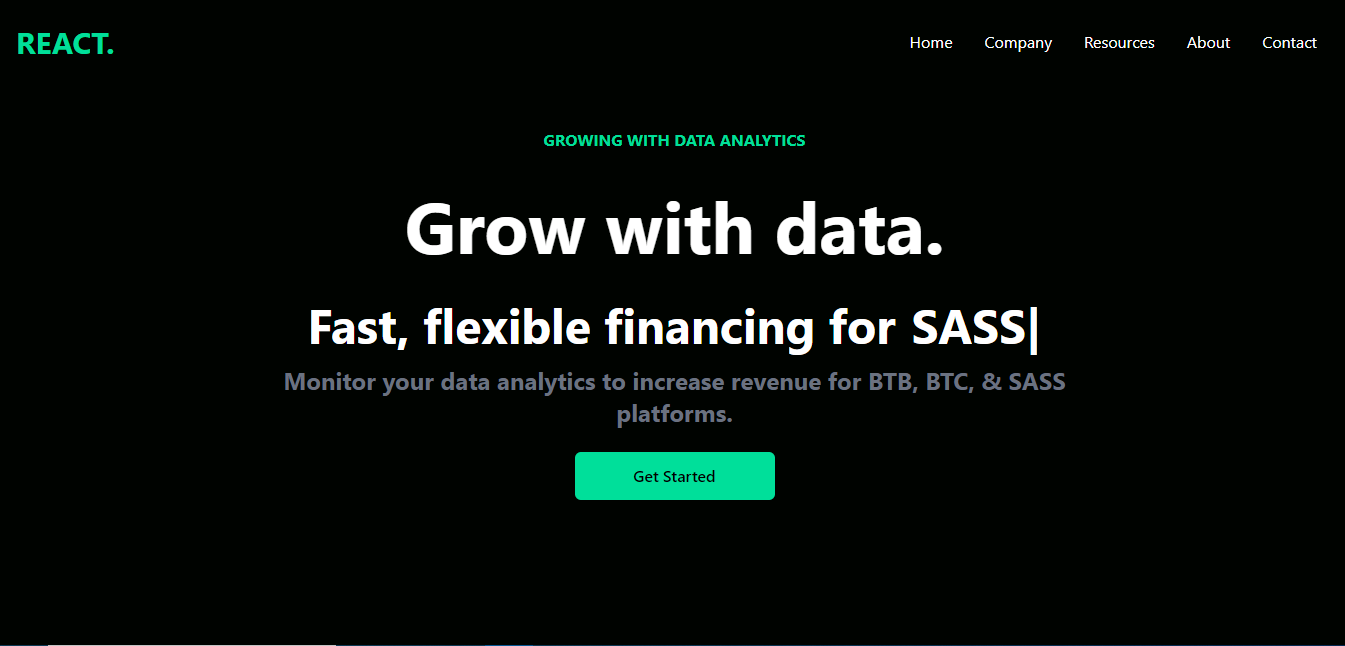 REACT.
Home Company Resources About Contact
GROWING WITH DATA ANALYTICS
Grow with data.
Fast, flexible financing for SASS|
Monitor your data analytics to increase revenue for BTB, BTC, & SASS
platforms.
Get Started